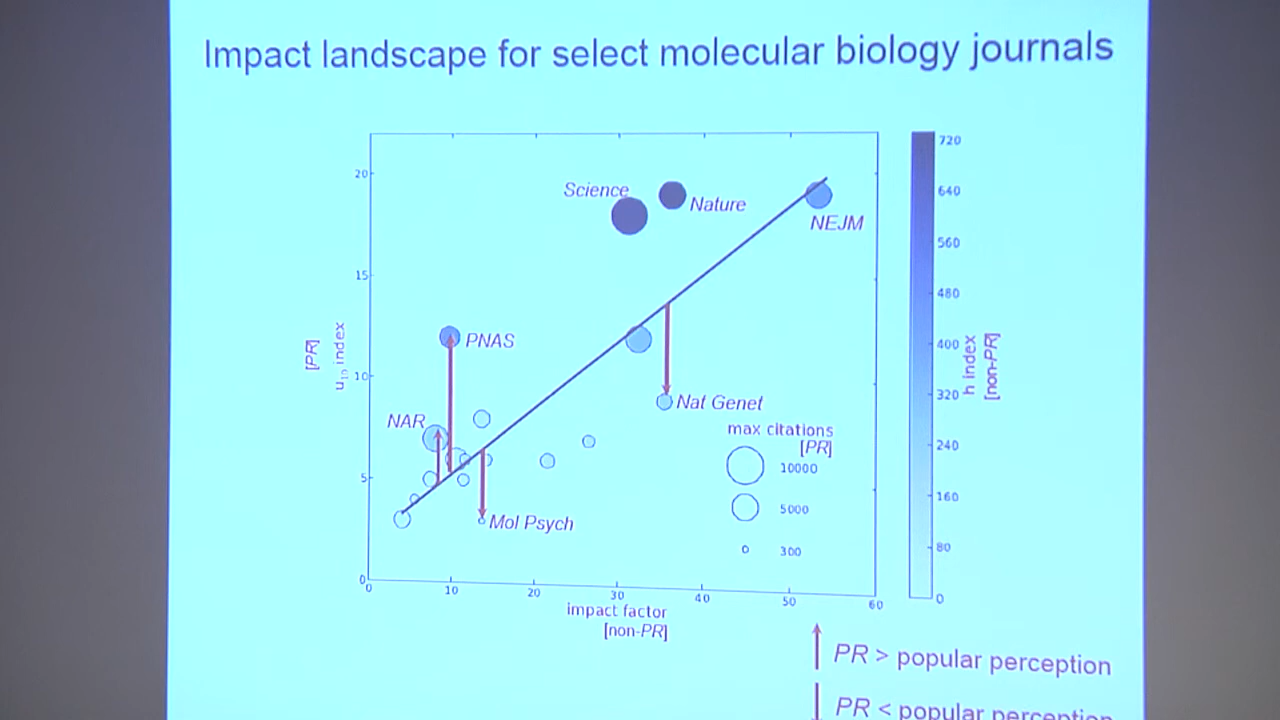 Impact landscape for select molecular biology journals
20
15
10
5
0
[PR]
u10 index
Science
Nature
NEJM
PNAS
NAR
Nat Genet
Mol Psych
max citations
[PR]
10000
5000
300
0
10
20
30
40
50
60
impact factor
[non-PR]
720
640
560
480
400
320
240
160
80
0
h index
[non-PR]
PR > popular perception
PR < popular perception